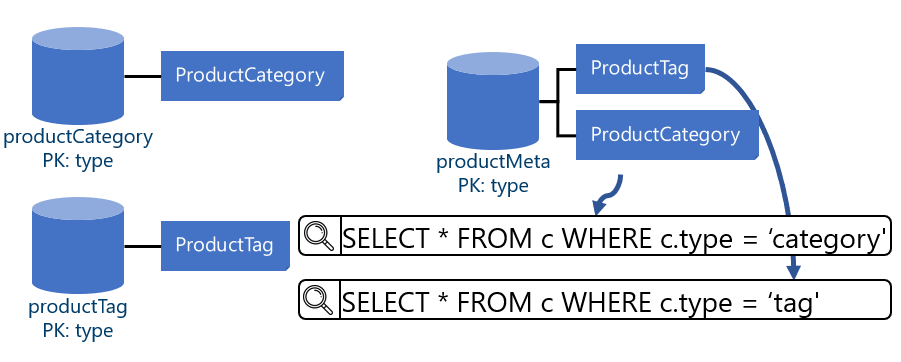 ProductCategory
productCategory
PK: type
ProductTag
productTag
PK: type
ProductTag
ProductCategory
productMeta
PK: type
SELECT * FROM c WHERE c.type = ‘category'
SELECT * FROM c WHERE c.type = ‘tag'